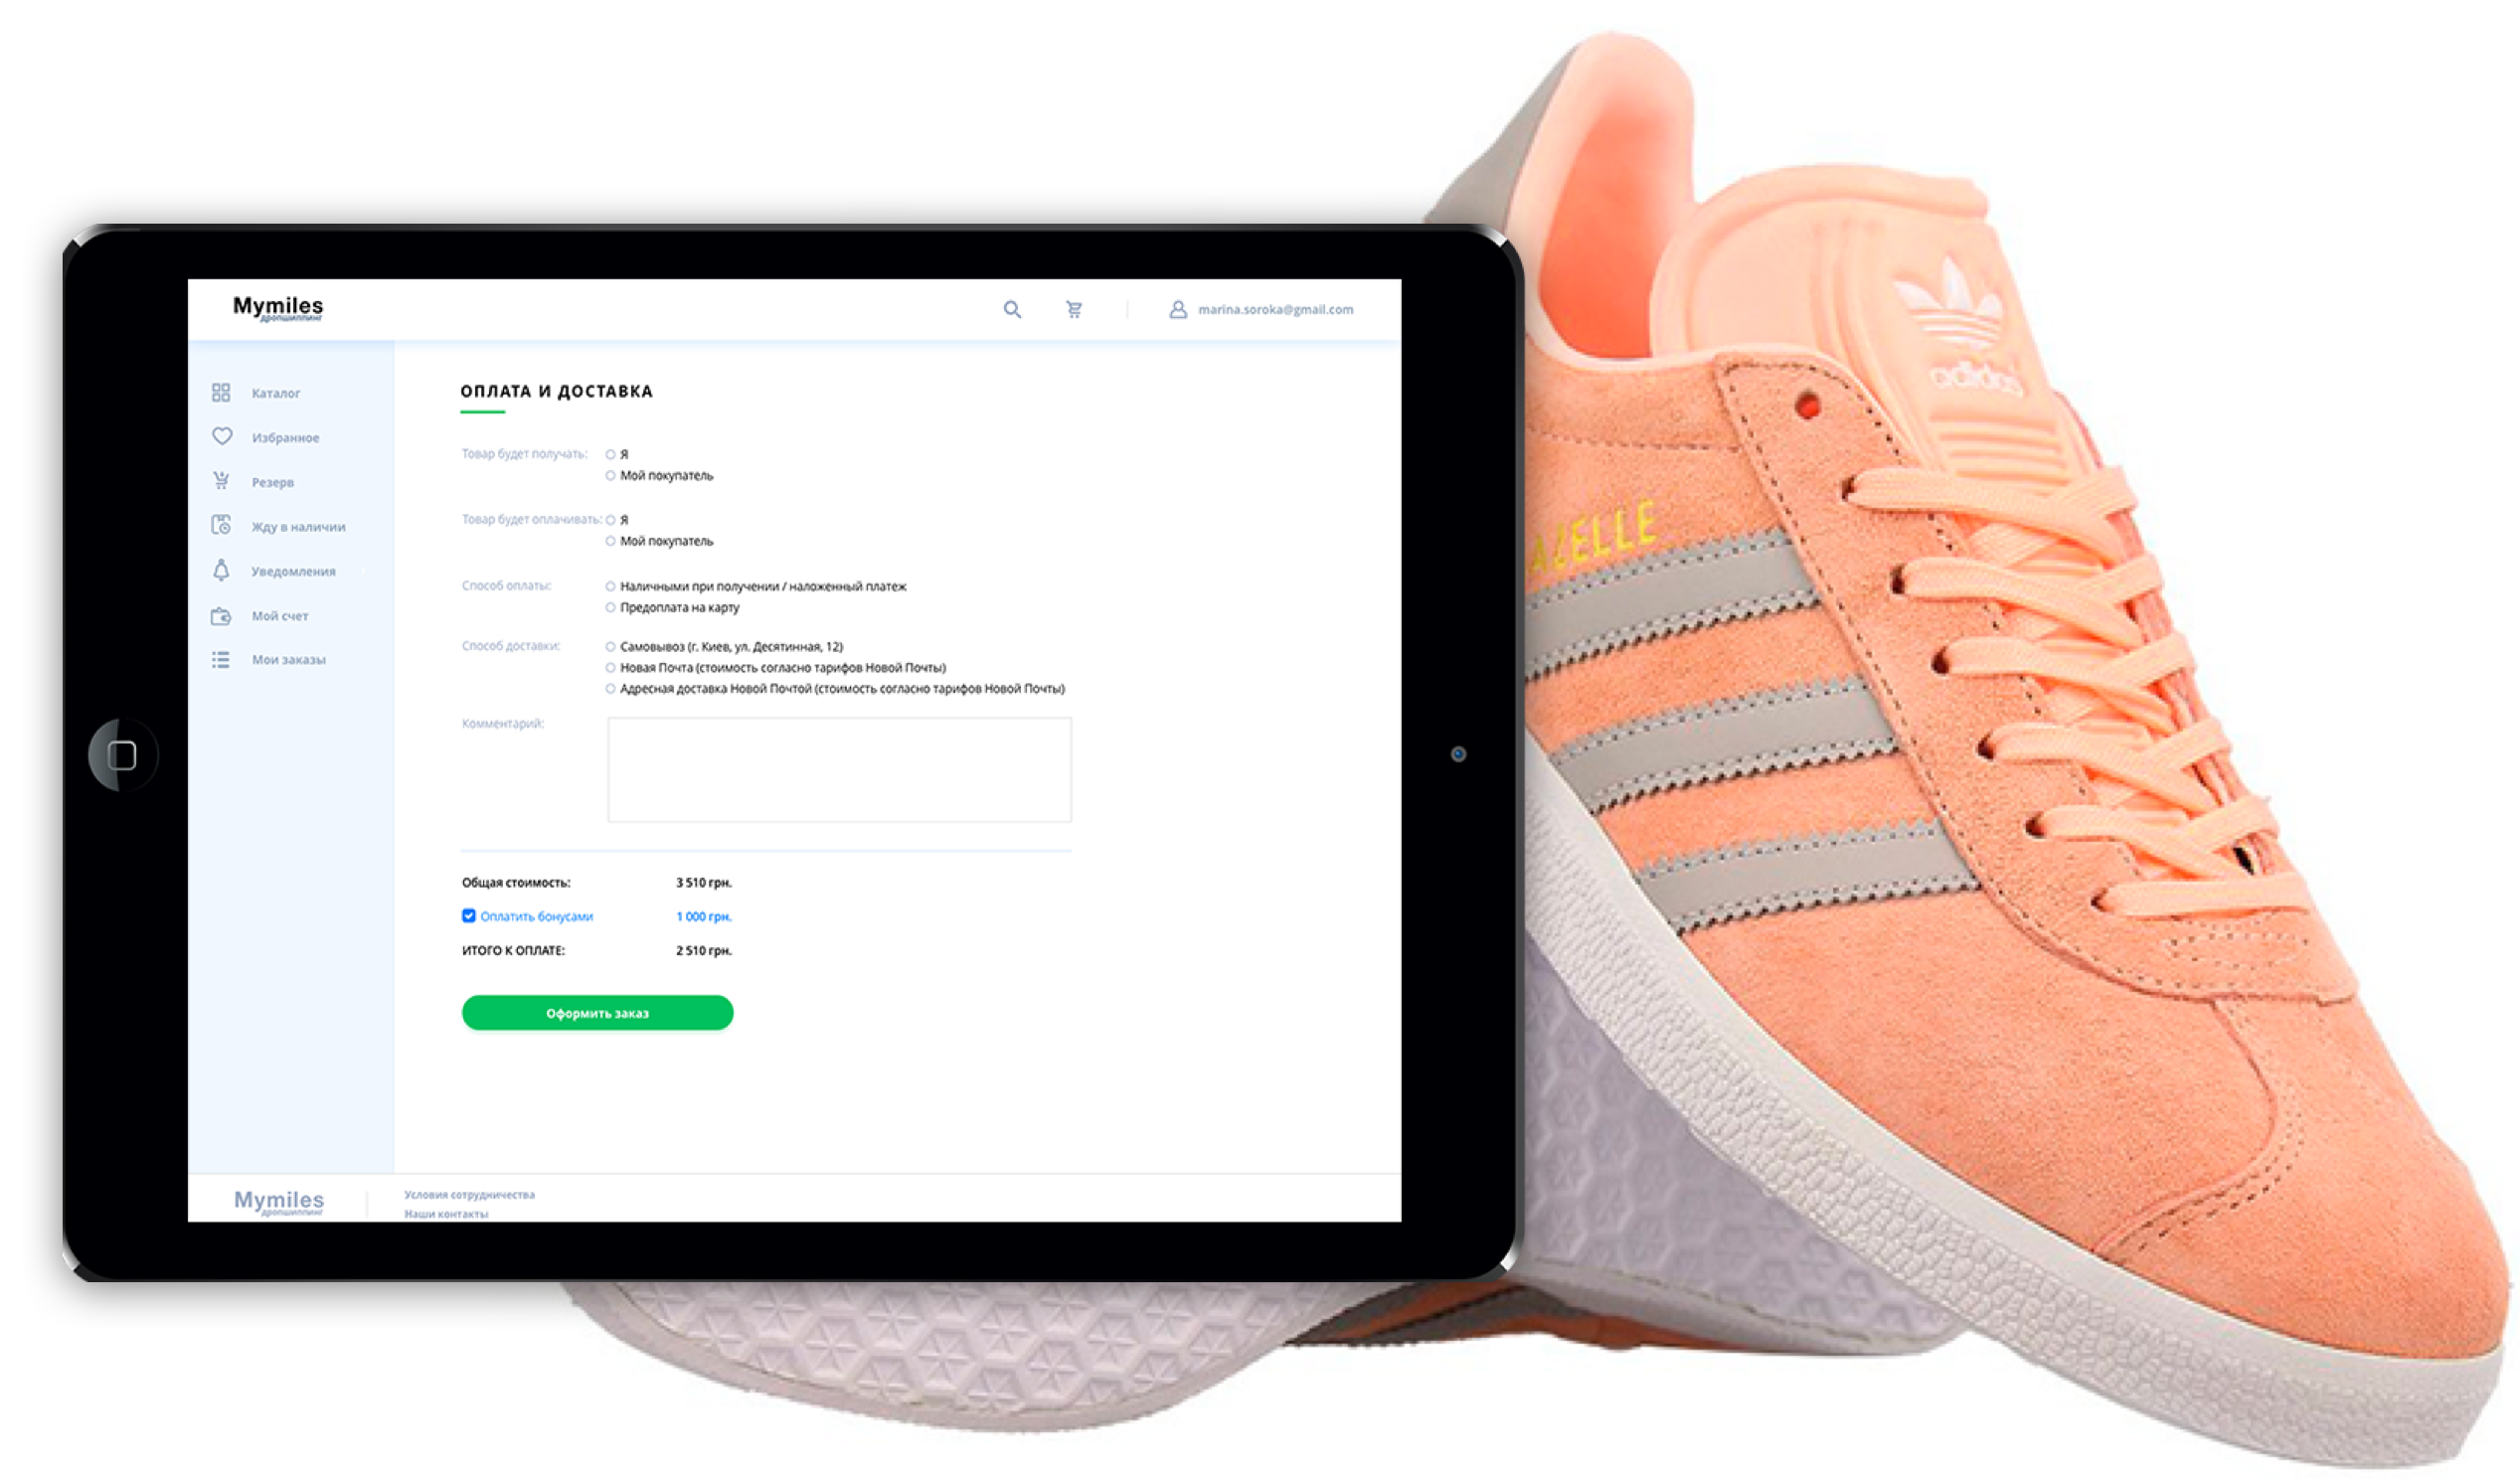 Mymiles
дропшиппинг
marina.soroka@gmail.com
Каталог
Избранное
Резерв
Жду в наличии
Уведомления
Мой счет
Мои заказы
ОПЛАТА И ДОСТАВКА
Товар будет получать: Я
Мой покупатель
Товар будет оплачивать: Я
Мой покупатель
Способ оплаты: Наличными при получении / наложенный платеж
Предоплата на карту
Способ доставки: Самовывоз (г. Киев, ул. Десятинная, 12)
Новая Почта (стоимость согласно тарифов Новой Почты)
Адресная доставка Новой Почтой (стоимость согласно тарифов Новой Почты)
Комментарий:
Общая стоимость: 3 510 грн.
Оплатить бонусами 1 000 грн.
ИТОГО К ОПЛАТЕ: 2 510 грн.
Оформить заказ
Mymiles
дропшиппинг
Условия сотрудничества
Наши контакты
adidas
AZELLE